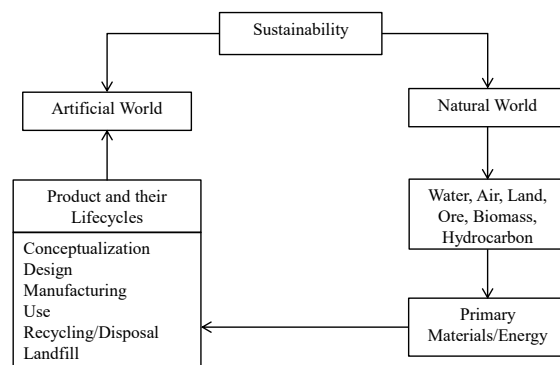 Sustainability
Artificial World
Natural World
Product and their
Lifecycles
Conceptualization
Design
Manufacturing
Use
Recycling/Disposal
Landfill
Water, Air, Land,
Ore, Biomass,
Hydrocarbon
Primary
Materials/Energy